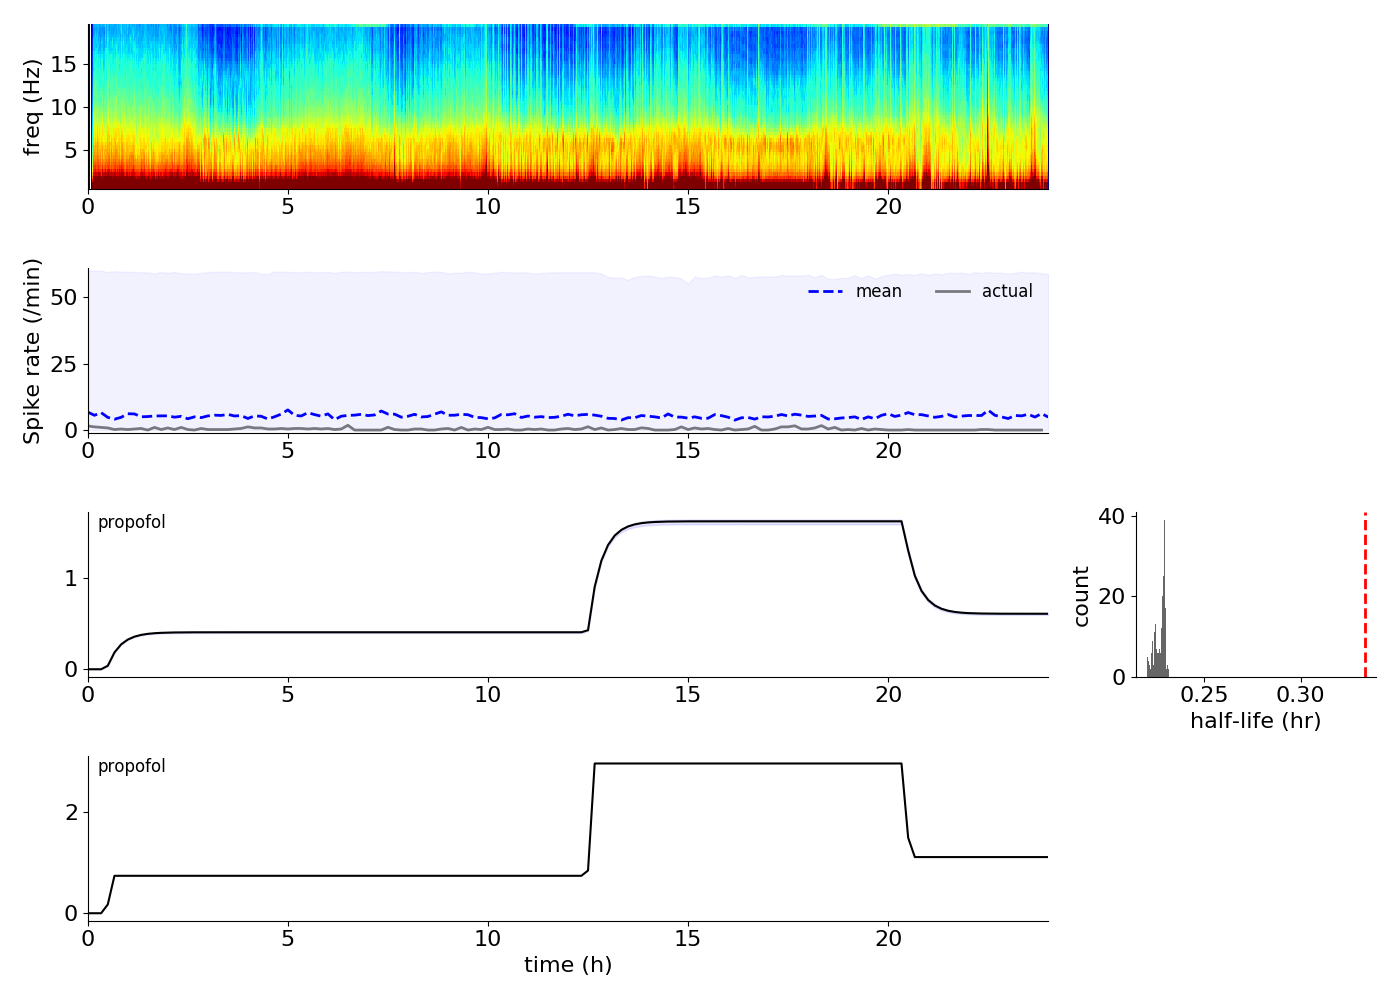 freq (Hz)
15
10
5
0 5 10 15 20
Spike rate (/min)
50
25
0
mean actual
0 5 10 15 20
propofol
1
0
0 5 10 15 20
count
40
20
0
0.25 0.30
half-life (hr)
propofol
2
0
0 5 10 15 20
time (h)